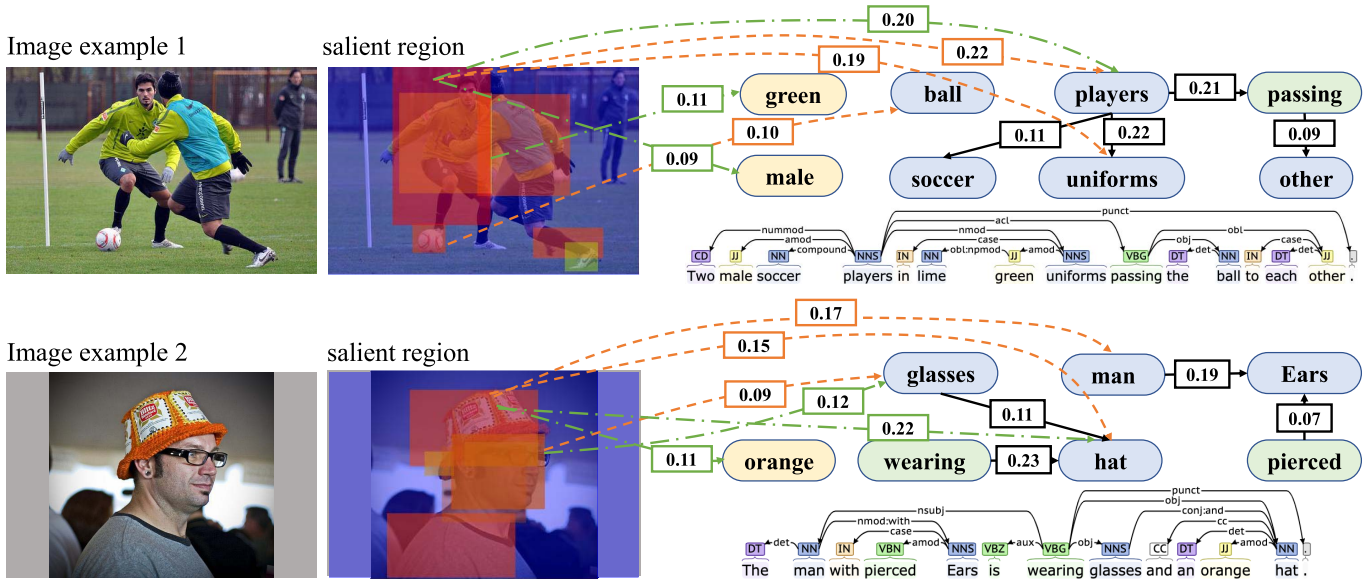 Image example 1
salient region
0.20
0.22
0.19
0.11
0.10
0.09
green
ball
players
0.21
passing
0.11
0.22
0.09
male
soccer
uniforms
other
punct
acl
nummod
amod
compound
nmod
case
obl:npmod
amod
obl
obj
det
case
det
CD JJ NN NNS IN NN JJ NNS VBG DT NN IN DT JJ .
Two male soccer players in lime green uniforms passing the ball to each other .
Image example 2
salient region
0.17
0.15
0.09
0.12
0.22
0.11
glasses
man
0.19
Ears
0.11
0.07
orange
wearing
0.23
hat
pierced
punct
obj
nsubj
conj:and
nmod:with
cc
case
det
det
amod
aux
obj
amod
DT NN IN VBN NNS VBZ VBG NNS CC DT JJ NN .
The man with pierced Ears is wearing glasses and an orange hat .